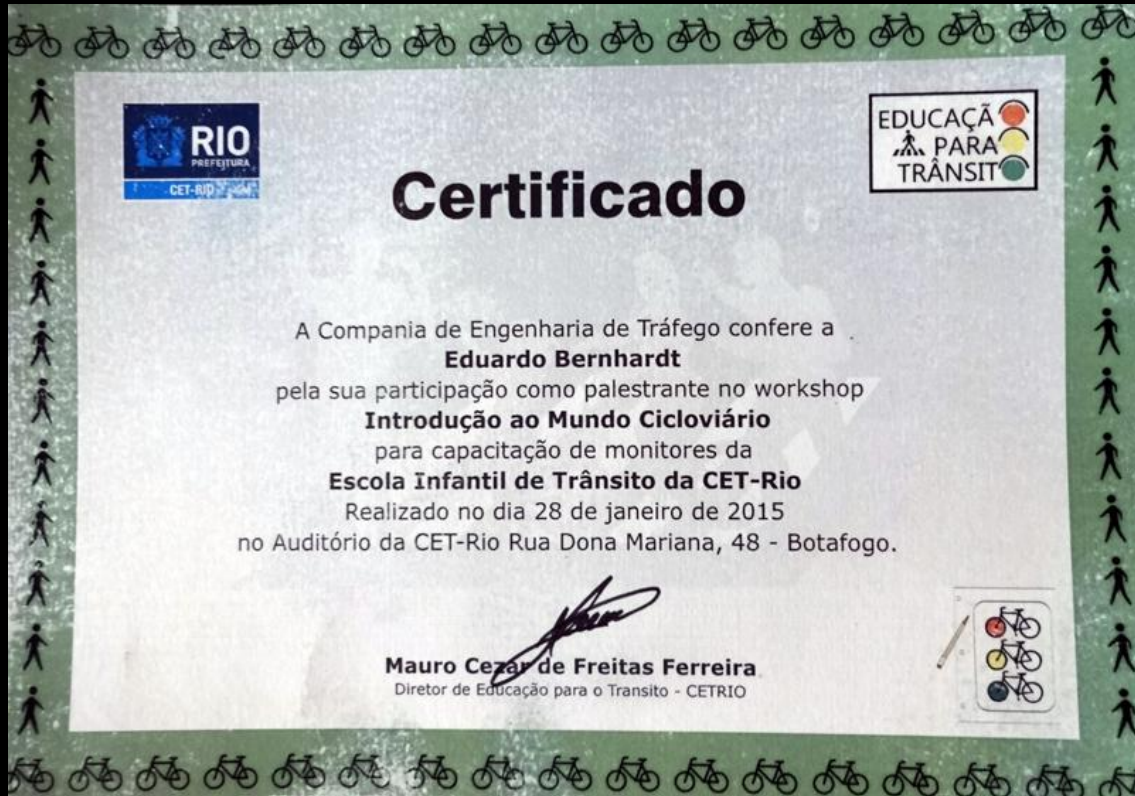 RIO
PREFEITURA
CET-RIO
EDUCAÇÃ
PARA
TRÂNSIT
Certificado
A Compania de Engenharia de Tráfego confere a
Eduardo Bernhardt
pela sua participação como palestrante no workshop
Introdução ao Mundo Cicloviário
para capacitação de monitores da
Escola Infantil de Trânsito da CET-Rio
Realizado no dia 28 de janeiro de 2015
no Auditório da CET-Rio Rua Dona Mariana, 48 - Botafogo.
Mauro Cezar de Freitas Ferreira
Diretor de Educação para o Transito - CETRIO